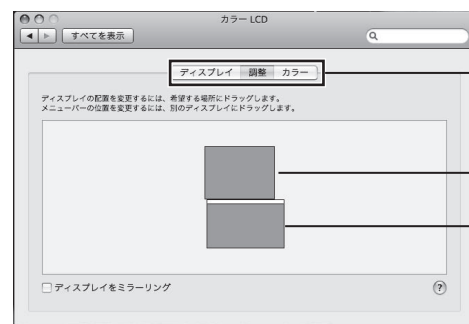 カラー LCD
すべてを表示
ディスプレイ 調整 カラー
ディスプレイの配置を変更するには、希望する場所にドラッグします。
メニューバーの位置を変更するには、別のディスプレイにドラッグします。
ディスプレイをミラーリング
?